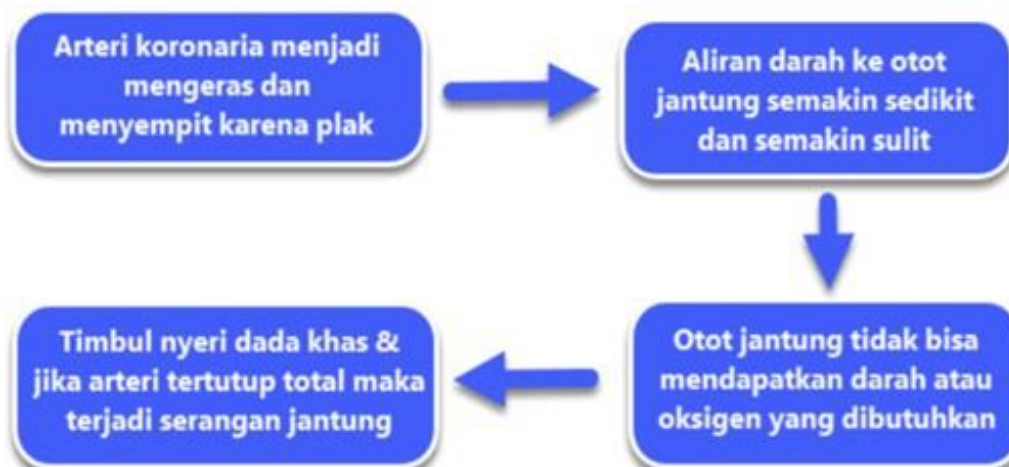 Arteri koronaria menjadi
mengeras dan
menyempit karena plak
Aliran darah ke otot
jantung semakin sedikit
dan semakin sulit
Otot jantung tidak bisa
mendapatkan darah atau
oksigen yang dibutuhkan
Timbul nyeri dada khas &
jika arteri tertutup total maka
terjadi serangan jantung